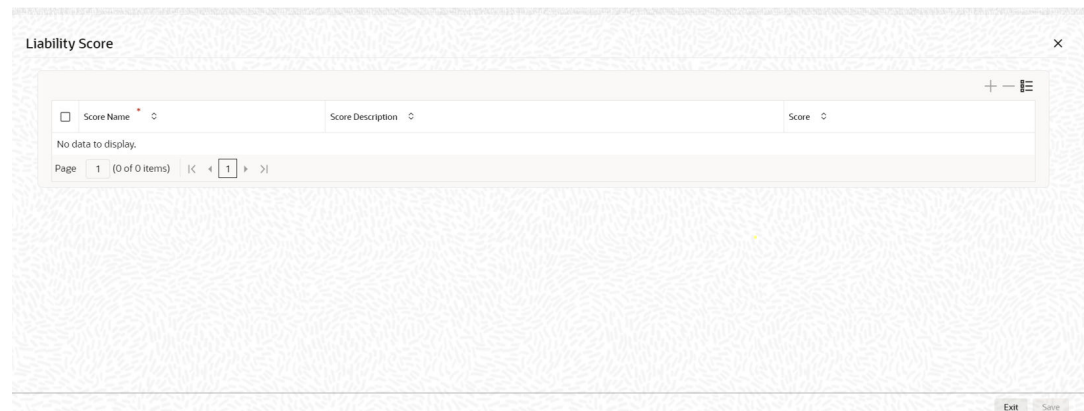 Liability Score
Score Name * Score Description Score
No data to display.
Page 1 (0 of 0 items) 1
Exit Save